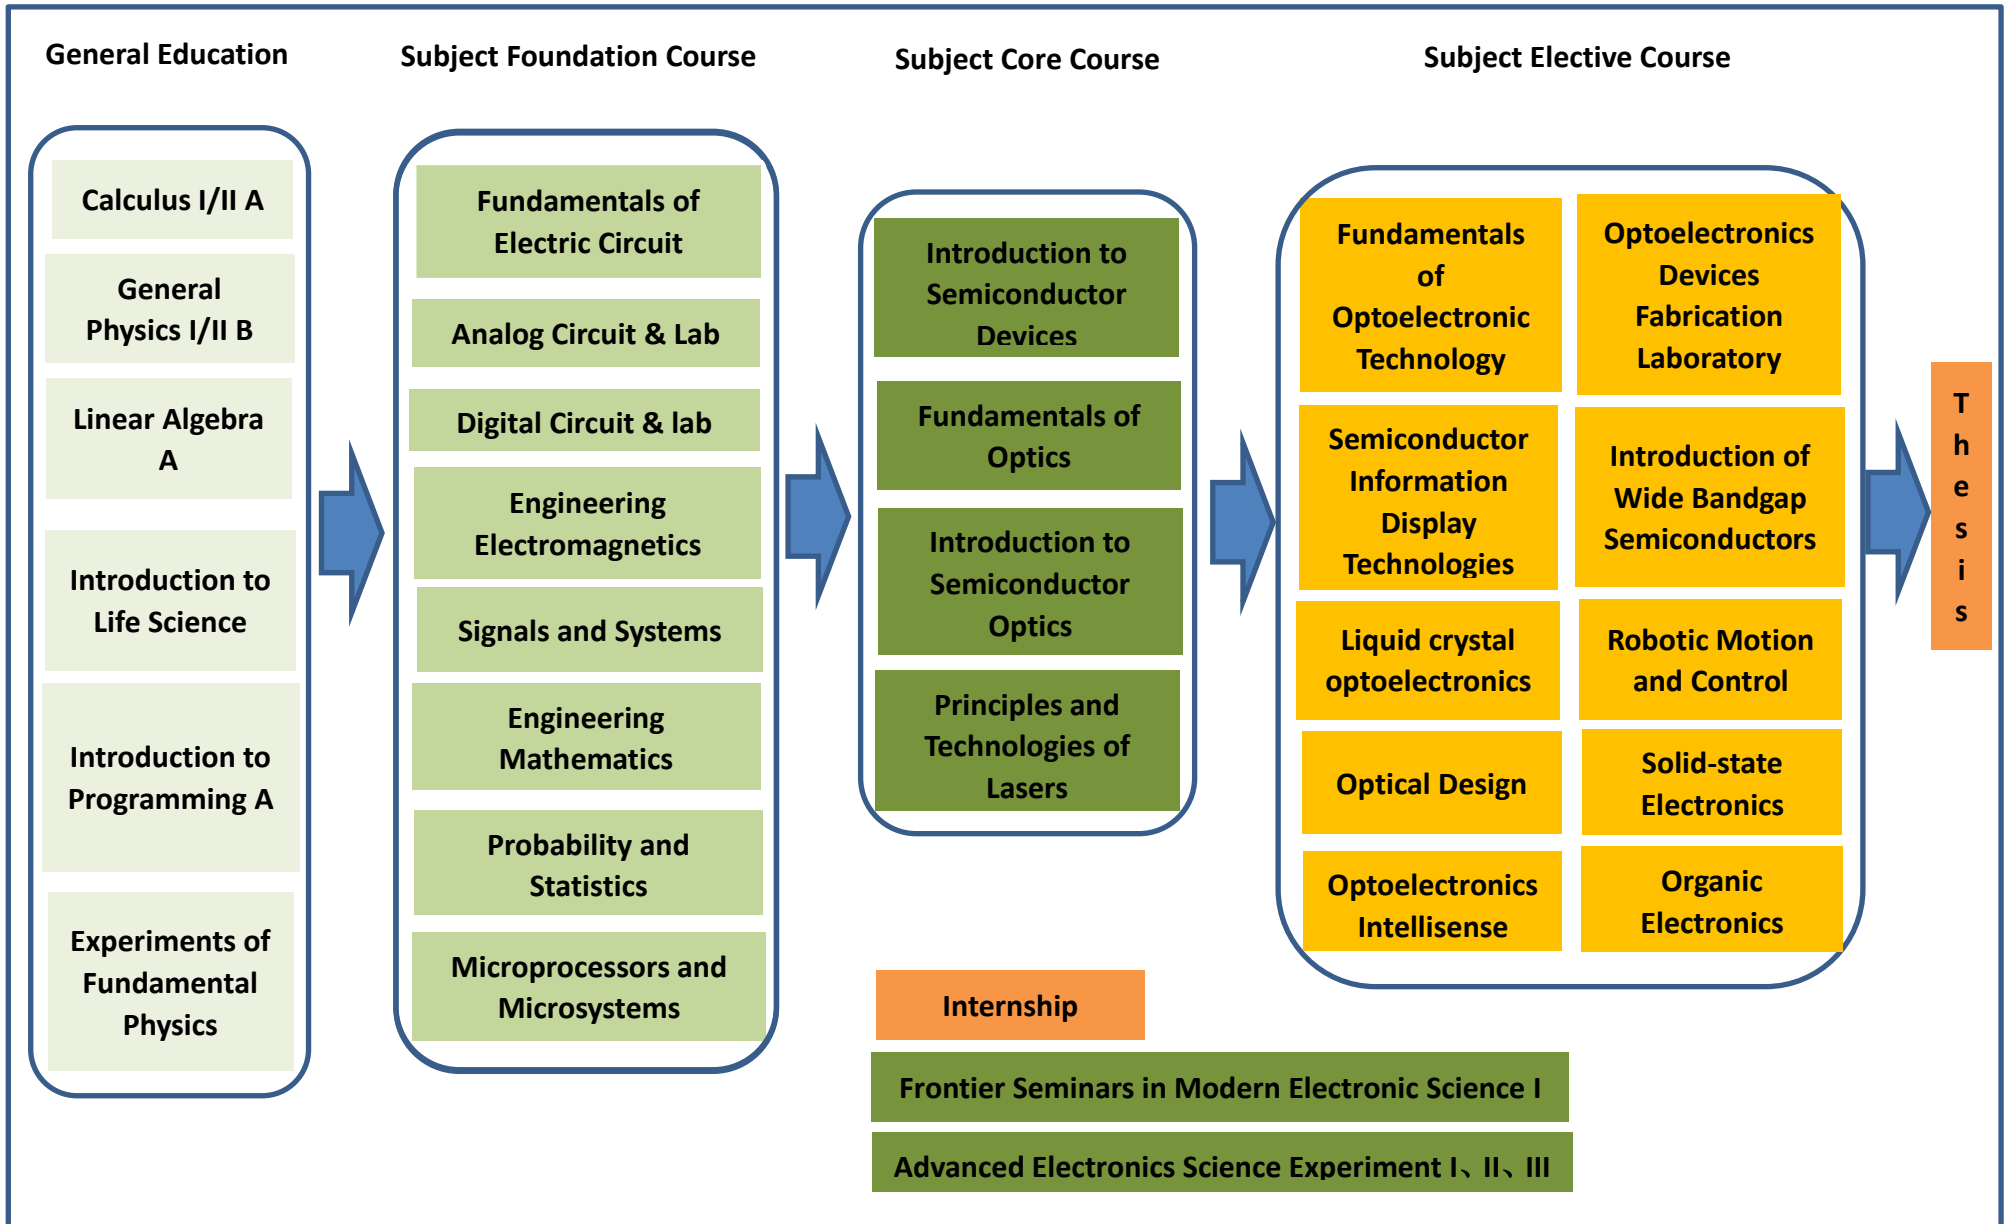 General Education
Calculus I/II A
General
Physics I/II B
Linear Algebra
A
Introduction to
Life Science
Introduction to
Programming A
Experiments of
Fundamental
Physics
Subject Foundation Course
Fundamentals of
Electric Circuit
Analog Circuit & Lab
Digital Circuit & lab
Engineering
Electromagnetics
Signals and Systems
Engineering
Mathematics
Probability and
Statistics
Microprocessors and
Microsystems
Subject Core Course
Introduction to
Semiconductor
Devices
Fundamentals of
Optics
Introduction to
Semiconductor
Optics
Principles and
Technologies of
Lasers
Internship
Frontier Seminars in Modern Electronic Science I
Advanced Electronics Science Experiment I、II、III
Subject Elective Course
Fundamentals
of
Optoelectronic
Technology
Optoelectronics
Devices
Fabrication
Laboratory
Semiconductor
Information
Display
Technologies
Introduction of
Wide Bandgap
Semiconductors
Liquid crystal
optoelectronics
Robotic Motion
and Control
Optical Design
Solid-state
Electronics
Optoelectronics
Intellisense
Organic
Electronics
Thesis